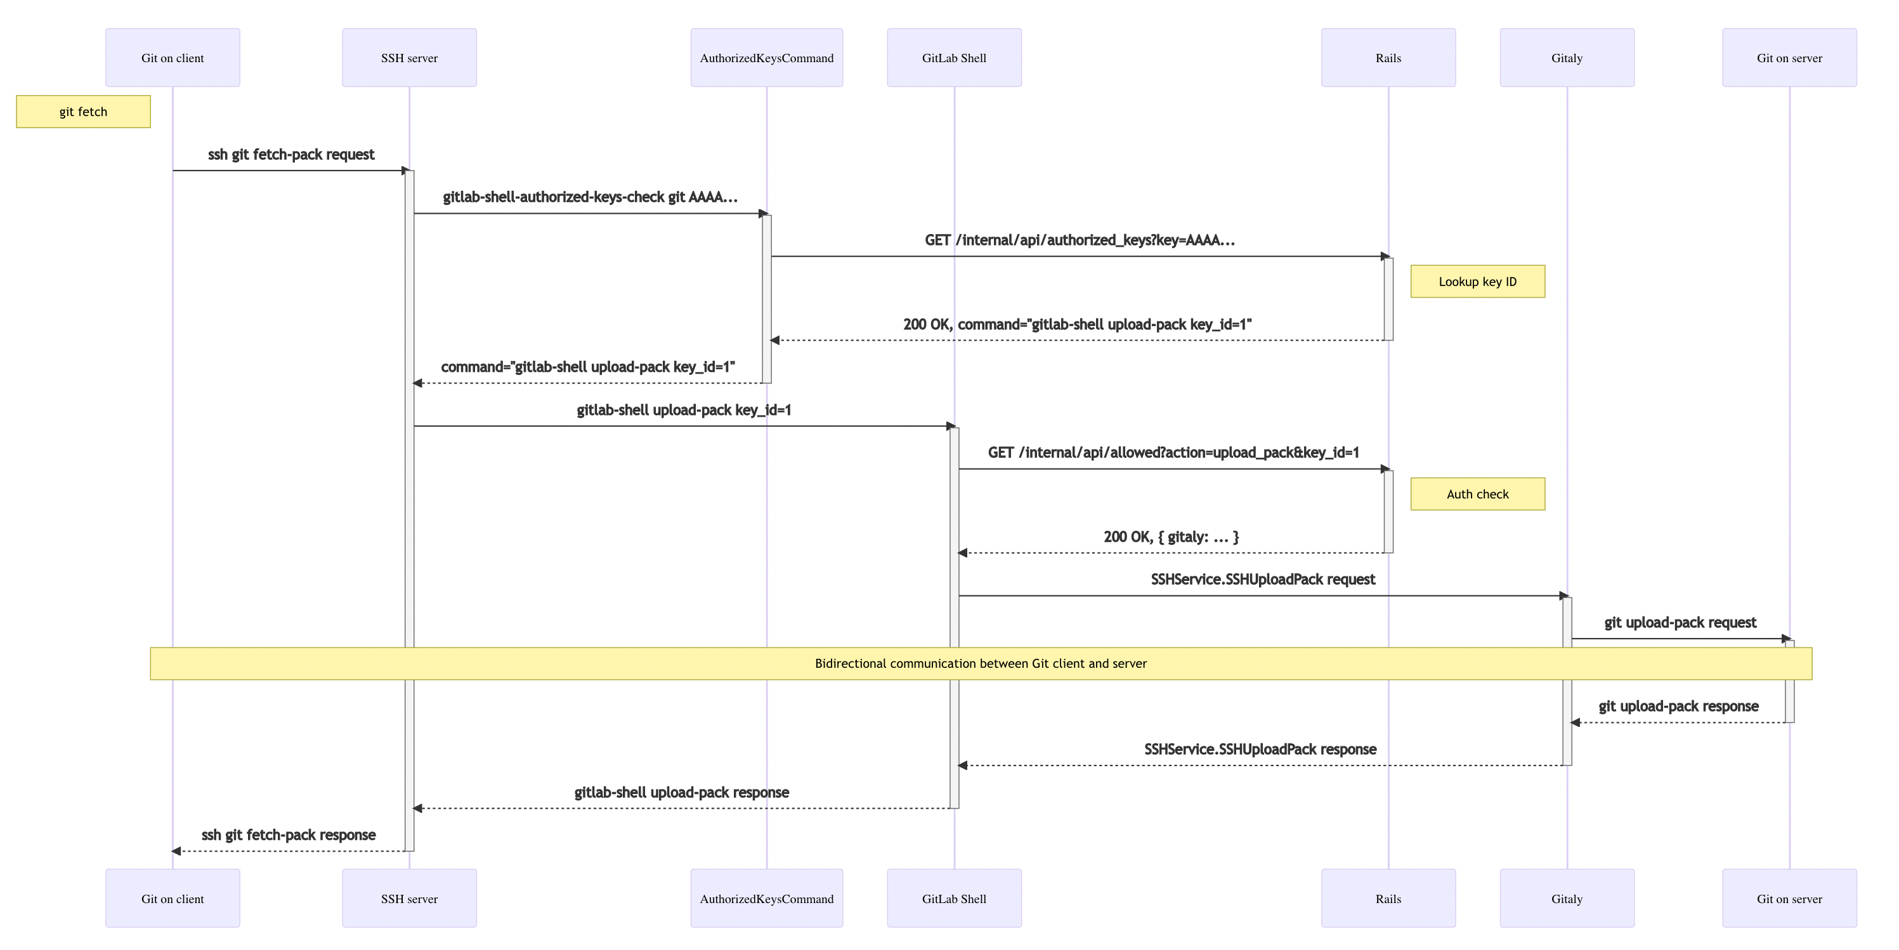 Git on client
SSH server
AuthorizedKeysCommand
GitLab Shell
Rails
Gitaly
Git on server
git fetch
ssh git fetch-pack request
gitlab-shell-authorized-keys-check git AAAA...
GET /internal/api/authorized_keys?key=AAAA...
Lookup key ID
200 OK, command="gitlab-shell upload-pack key_id=1"
command="gitlab-shell upload-pack key_id=1"
gitlab-shell upload-pack key_id=1
GET /internal/api/allowed?action=upload_pack&key_id=1
Auth check
200 OK, { gitaly: ... }
SSHService.SSHUploadPack request
git upload-pack request
Bidirectional communication between Git client and server
git upload-pack response
SSHService.SSHUploadPack response
gitlab-shell upload-pack response
ssh git fetch-pack response
Git on client
SSH server
AuthorizedKeysCommand
GitLab Shell
Rails
Gitaly
Git on server